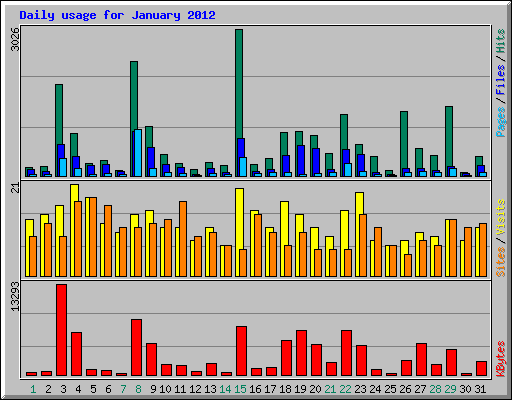 Daily usage for January 2012
3026
Pages / Files / Hits
21
Sites / Visits
13293
KBytes
1 2 3 4 5 6 7 8 9 10 11 12 13 14 15 16 17 18 19 20 21 22 23 24 25 26 27 28 29 30 31